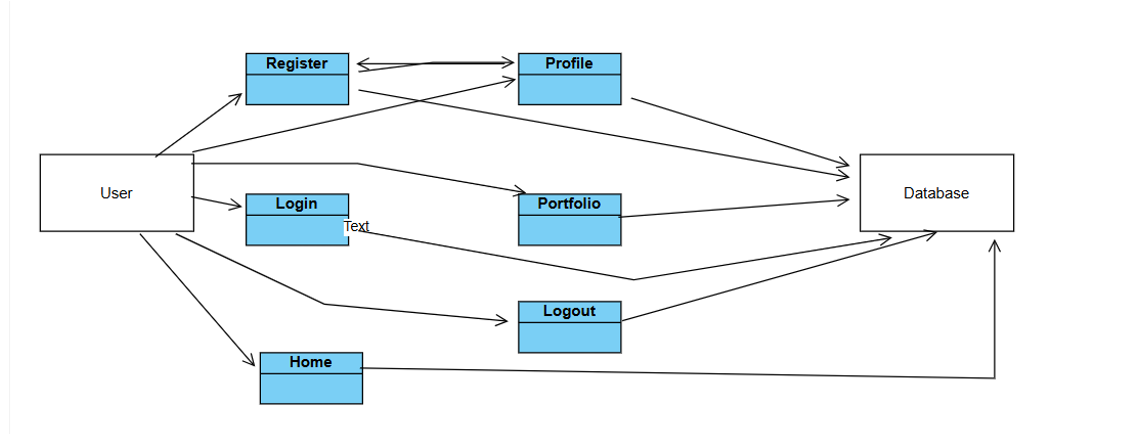 Register
Profile
User
Login
Text
Portfolio
Database
Logout
Home